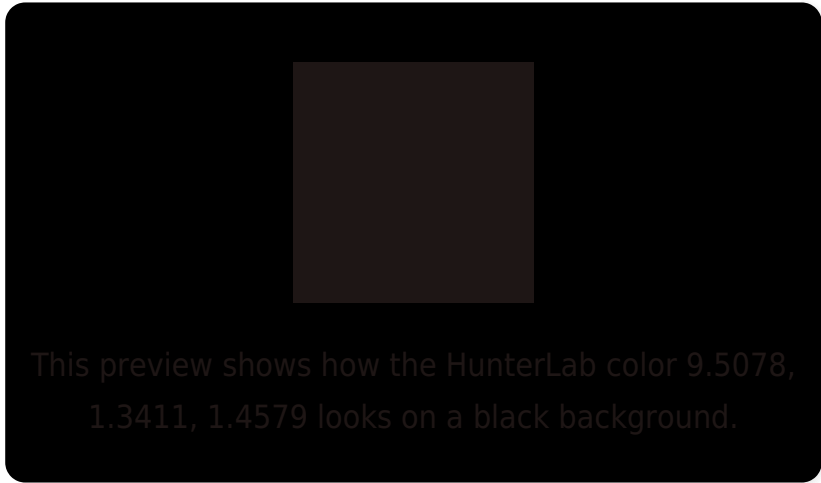 This preview shows how the HunterLab color 9.5078,
1.3411, 1.4579 looks on a black background.